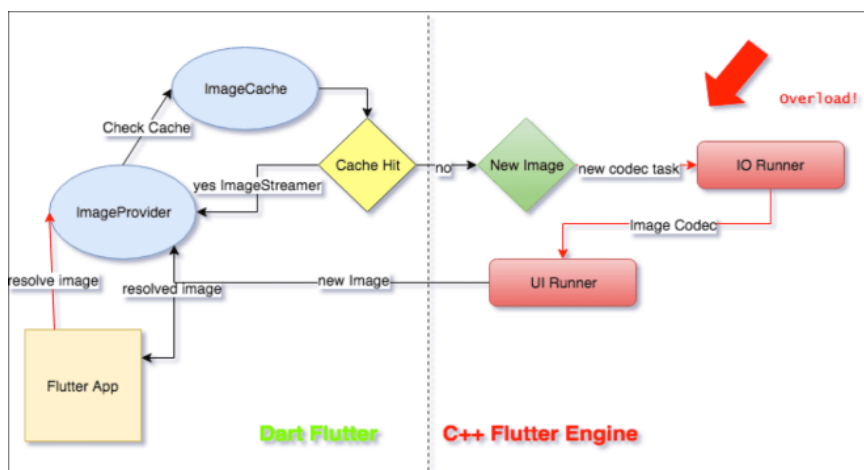 ImageCache
Overload!
Check Cache
Cache Hit
no
New Image
new codec task
IO Runner
yes ImageStreamer
ImageProvider
Image Codec
resolve image
resolved image
new Image
UI Runner
Flutter App
Dart Flutter
C++ Flutter Engine